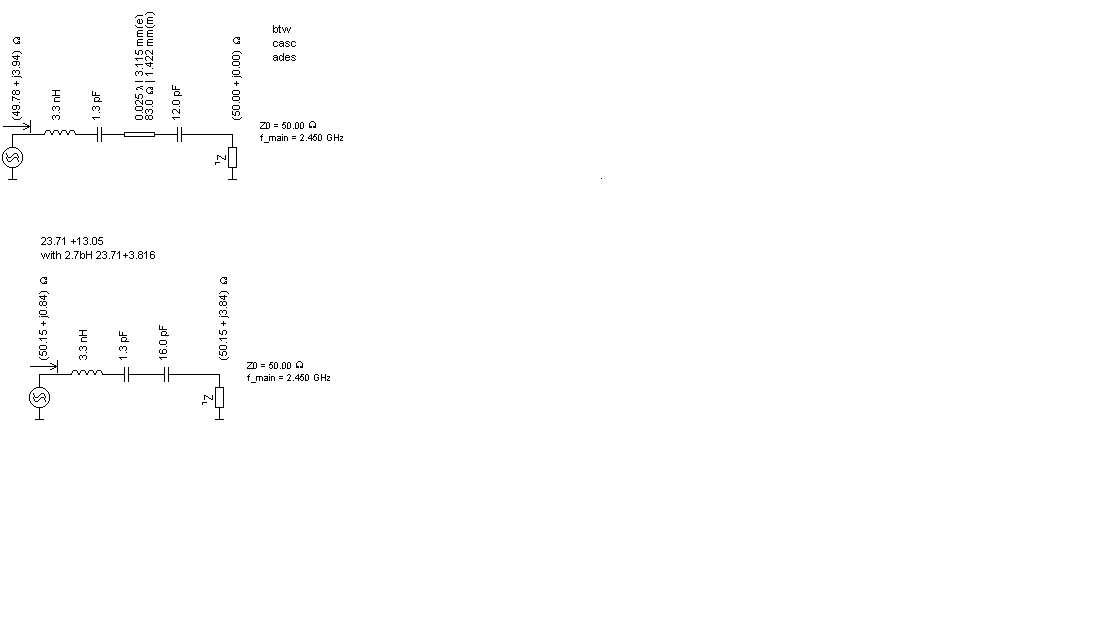 btw
casc
ades
(49.78 + j3.94) Ω
3.3 nH
1.3 pF
0.025 λ | 3.115 mm(e)
83.0 Ω | 1.422 mm(m)
12.0 pF
(50.00 + j0.00) Ω
Z0 = 50.00 Ω
f_main = 2.450 GHz
ZL
23.71 +13.05
with 2.7bH 23.71+3.816
(50.15 + j0.84) Ω
3.3 nH
1.3 pF
16.0 pF
(50.15 + j3.84) Ω
Z0 = 50.00 Ω
f_main = 2.450 GHz
ZL